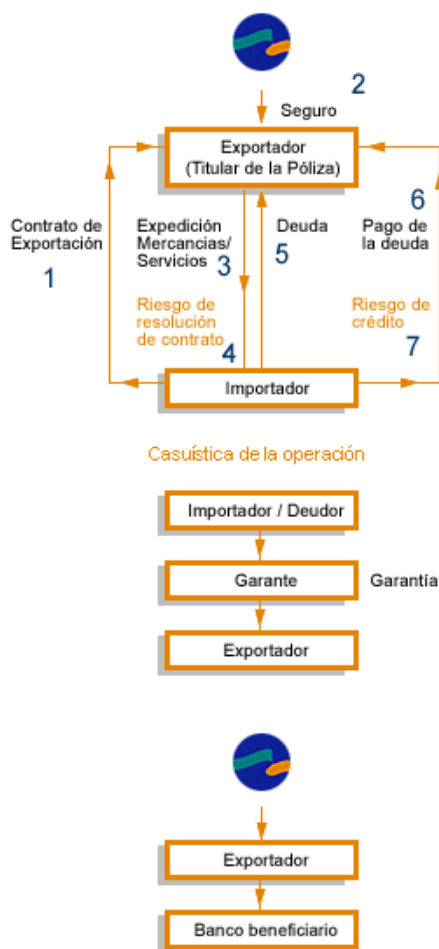 2
Seguro
Exportador
(Titular de la Póliza)
Contrato de
Exportación
1
Expedición
Mercancias/
Servicios
3
Deuda
5
6
Pago de
la deuda
Riesgo de
resolución
de contrato
4
Riesgo de
crédito
7
Importador
Casuística de la operación
Importador / Deudor
Garante
Garantía
Exportador
Exportador
Banco beneficiario